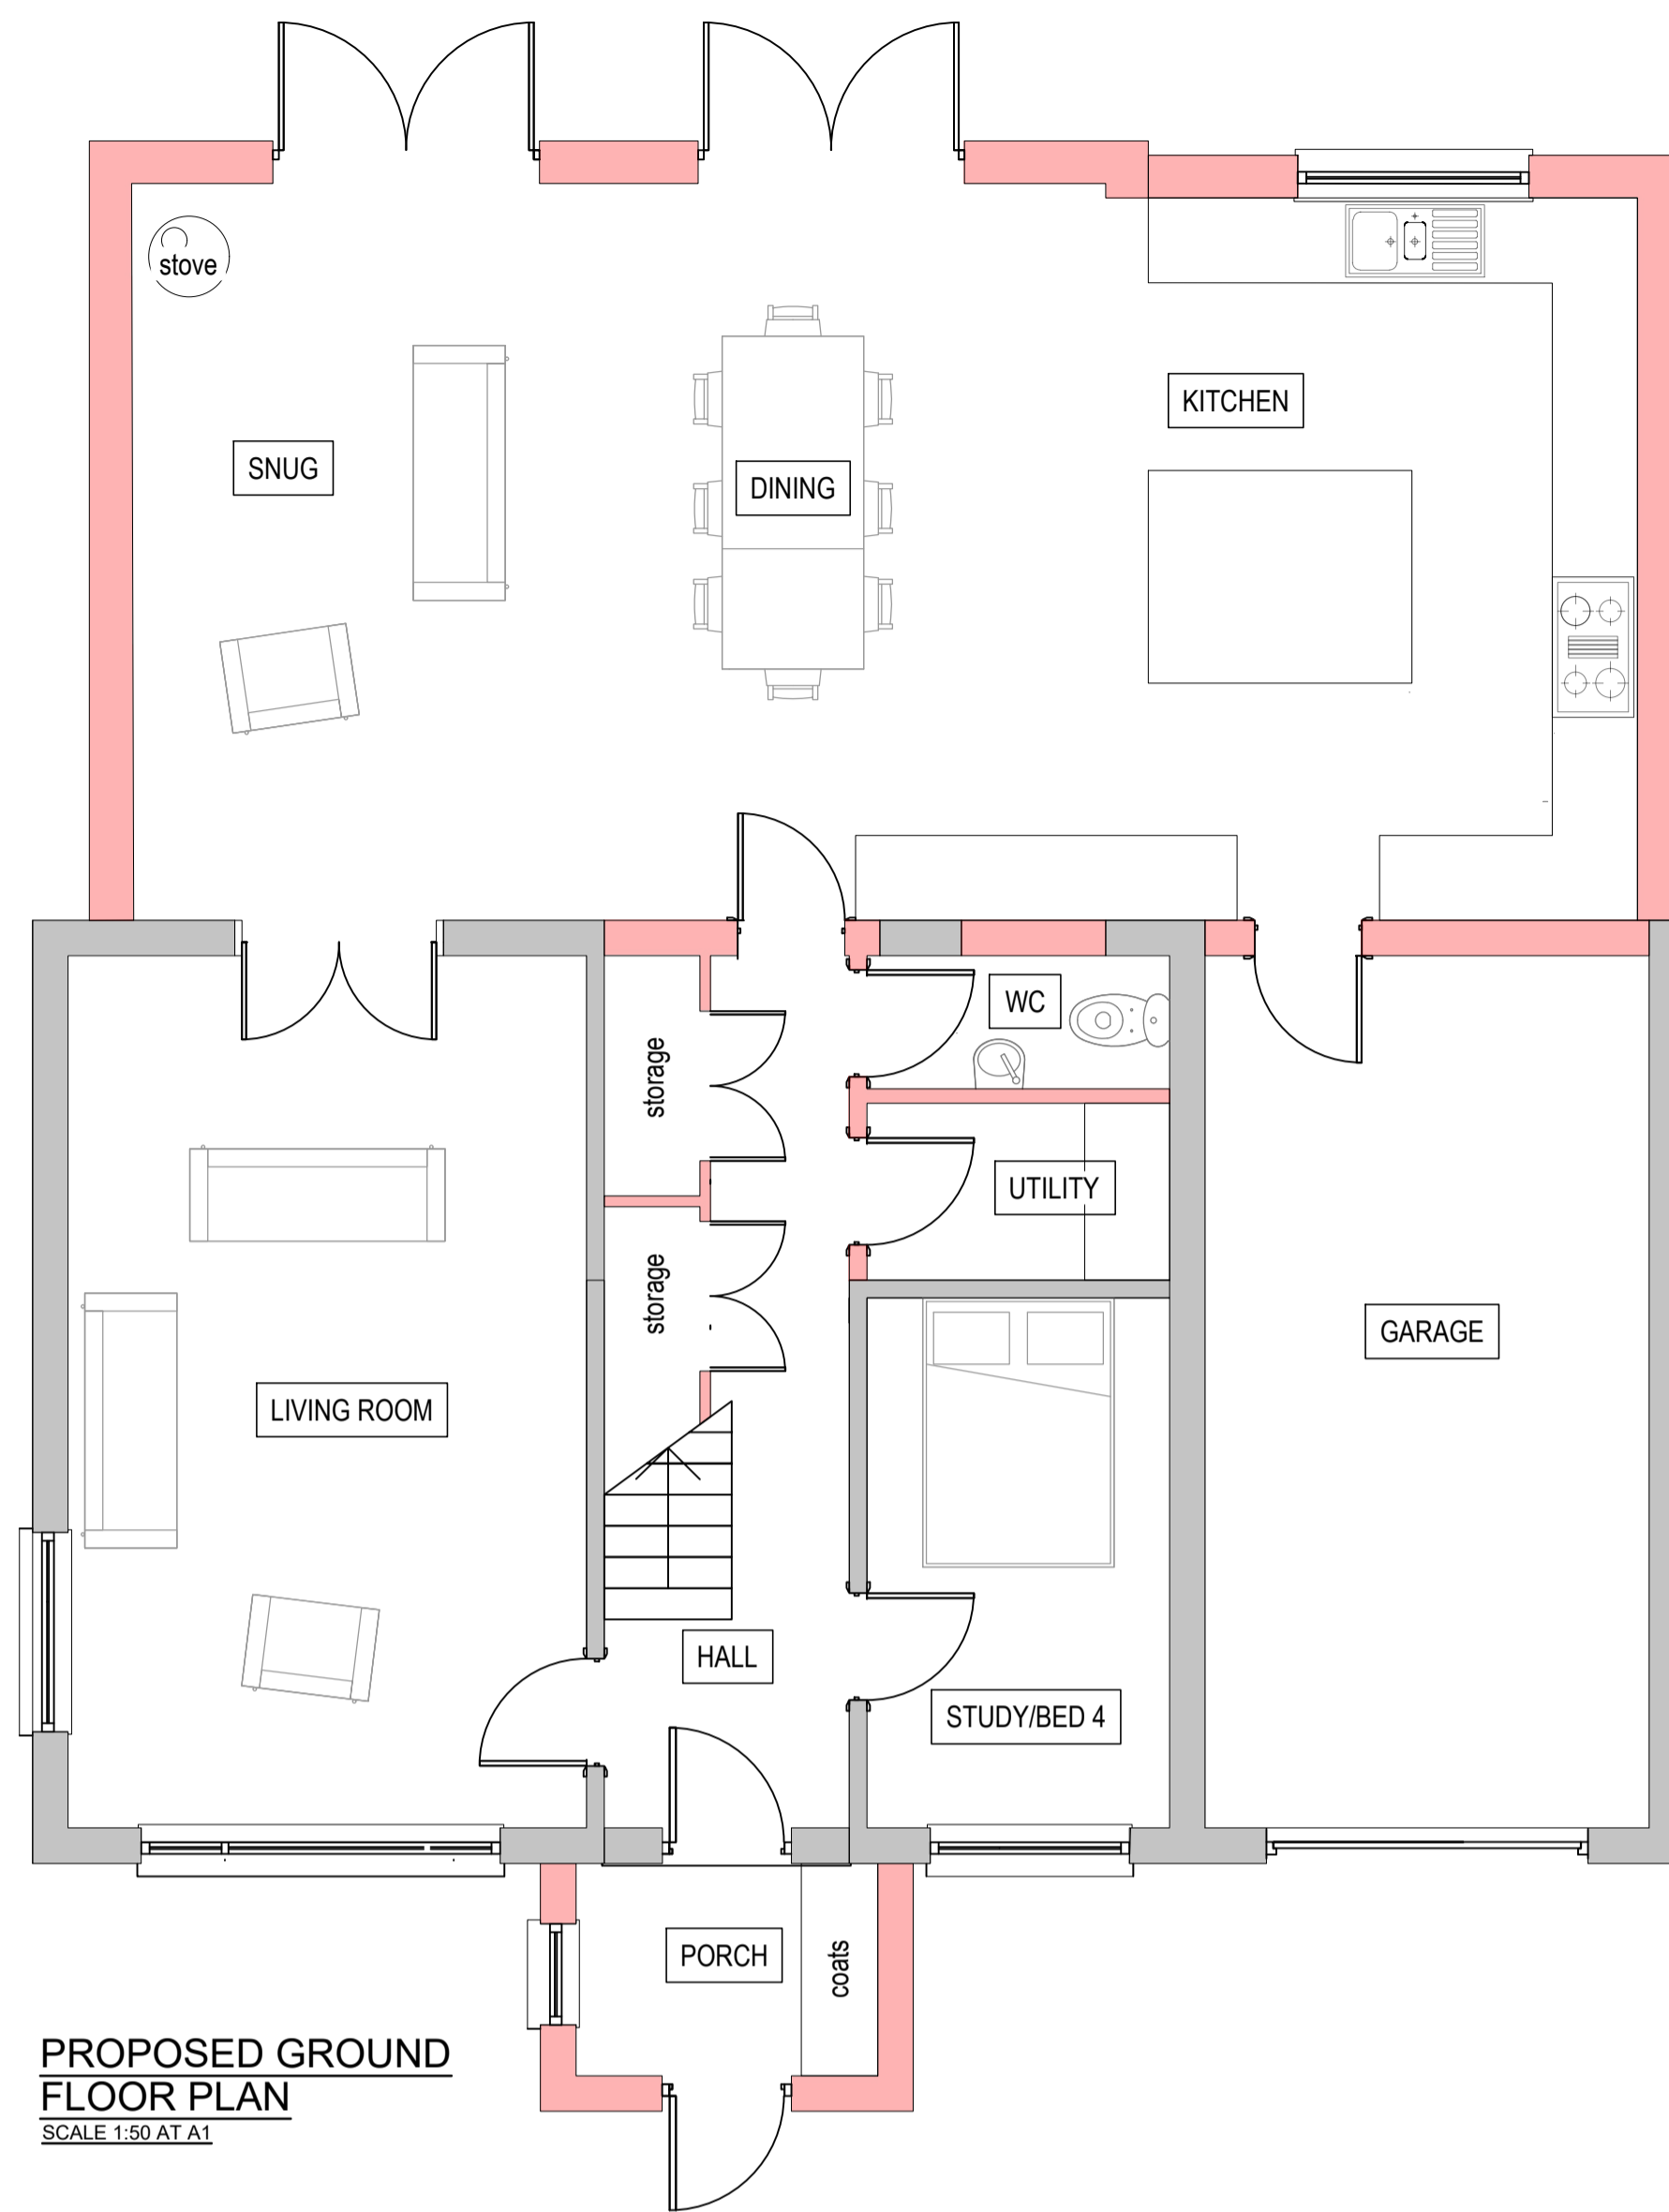 stove
KITCHEN
SNUG
DINING
WC
storage
UTILITY
storage
GARAGE
LIVING ROOM
HALL
STUDY/BED 4
PORCH
coats
PROPOSED GROUND
FLOOR PLAN
SCALE 1:50 AT A1